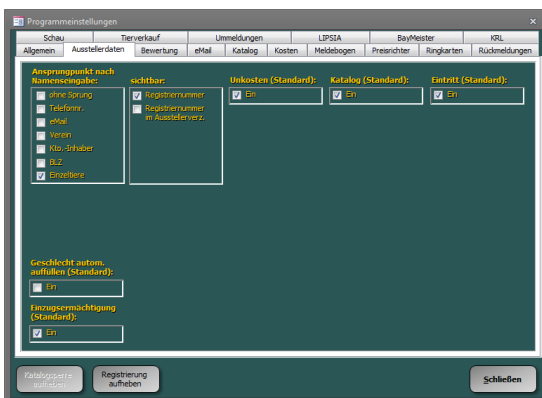 Programmeinstellungen
Schau Tierverkauf Ummeldungen LIPSIA BayMeister KRL
Allgemein Ausstellerdaten Bewertung eMail Katalog Kosten Meldebogen Preisrichter Ringkarten Rückmeldungen
Ansprungpunkt nach
Namenseingabe:
ohne Sprung
Telefonnr.
eMail
Verein
Kto.-Inhaber
BLZ
Einzeltiere
sichtbar:
Registriernummer
Registriernummer
im Ausstellerverz.
Unkosten (Standard):
Ein
Katalog (Standard):
Ein
Eintritt (Standard):
Ein
Geschlecht autom.
auffüllen (Standard):
Ein
Einzugsermächtigung
(Standard):
Ein
Katalogsperre
aufheben
Registrierung
aufheben
Schließen